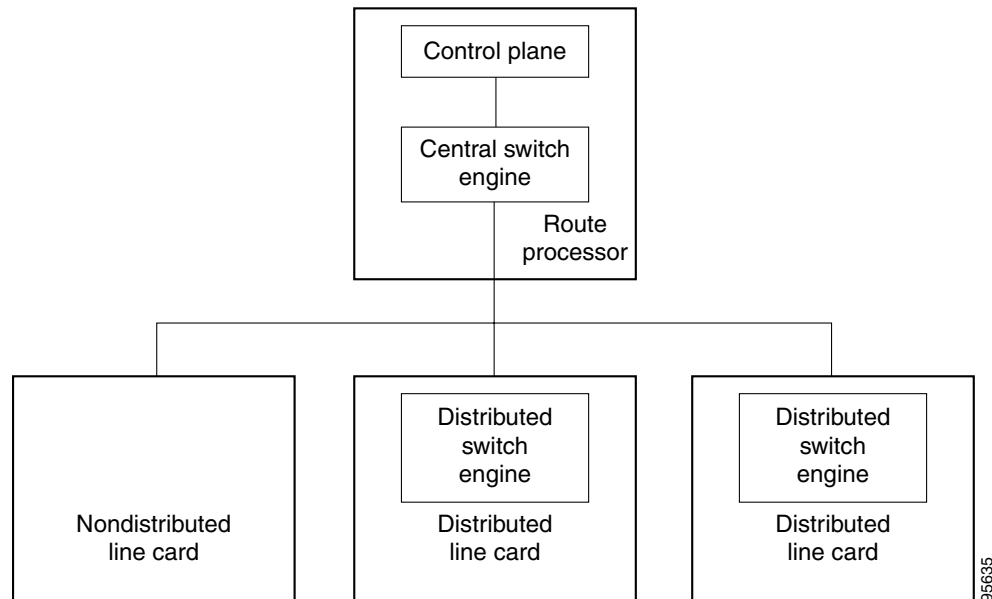 Control plane
Central switch
engine
Route
processor
Distributed
switch
engine
Distributed
switch
engine
Nondistributed
line card
Distributed
line card
Distributed
line card
95635